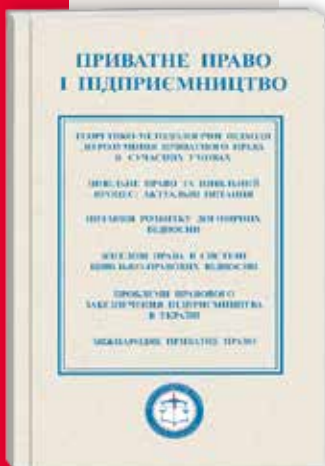 ПРИВАТНЕ ПРАВО
І ПІДПРИЄМНИЦТВО
ТЕОРЕТИКО-МЕТОДОЛОГІЧНІ ПІДХОДИ
ДО РОЗУМІННЯ ПРИВАТНОГО ПРАВА
В СУЧАСНИХ УМОВАХ
ЦИВІЛЬНЕ ПРАВО ТА ЦИВІЛЬНИЙ
ПРОЦЕС: АКТУАЛЬНІ ПИТАННЯ
ПИТАННЯ РОЗВИТКУ ДОГОВІРНИХ
ВІДНОСИН
ЖИТЛОВІ ПРАВА В СИСТЕМІ
ЦИВІЛЬНО-ПРАВОВИХ ВІДНОСИН
ПРОБЛЕМИ ПРАВОВОГО
ЗАБЕЗПЕЧЕННЯ ПІДПРИЄМНИЦТВА
В УКРАЇНІ
МІЖНАРОДНЕ ПРИВАТНЕ ПРАВО